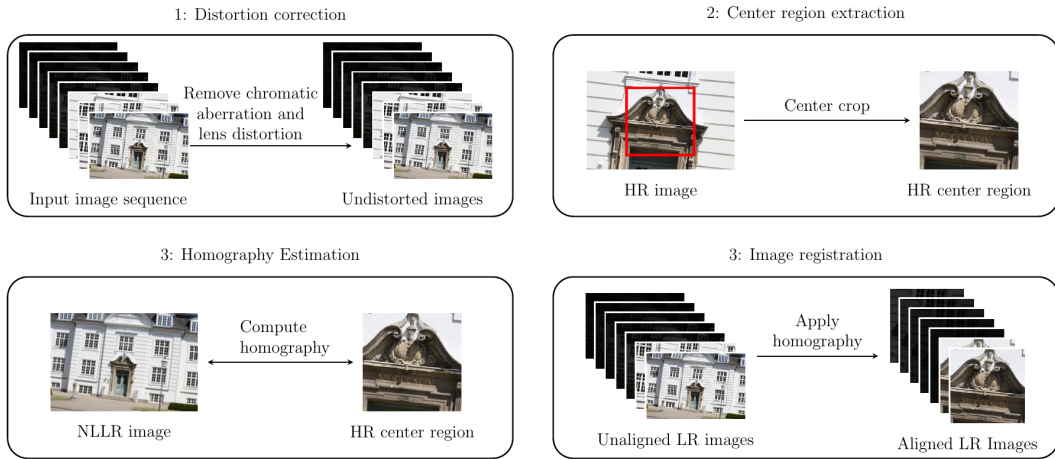 1: Distortion correction
Remove chromatic
aberration and
lens distortion
Input image sequence
Undistorted images
2: Center region extraction
Center crop
HR image
HR center region
3: Homography Estimation
Compute
homography
NLLR image
HR center region
3: Image registration
Apply
homography
Unaligned LR images
Aligned LR Images